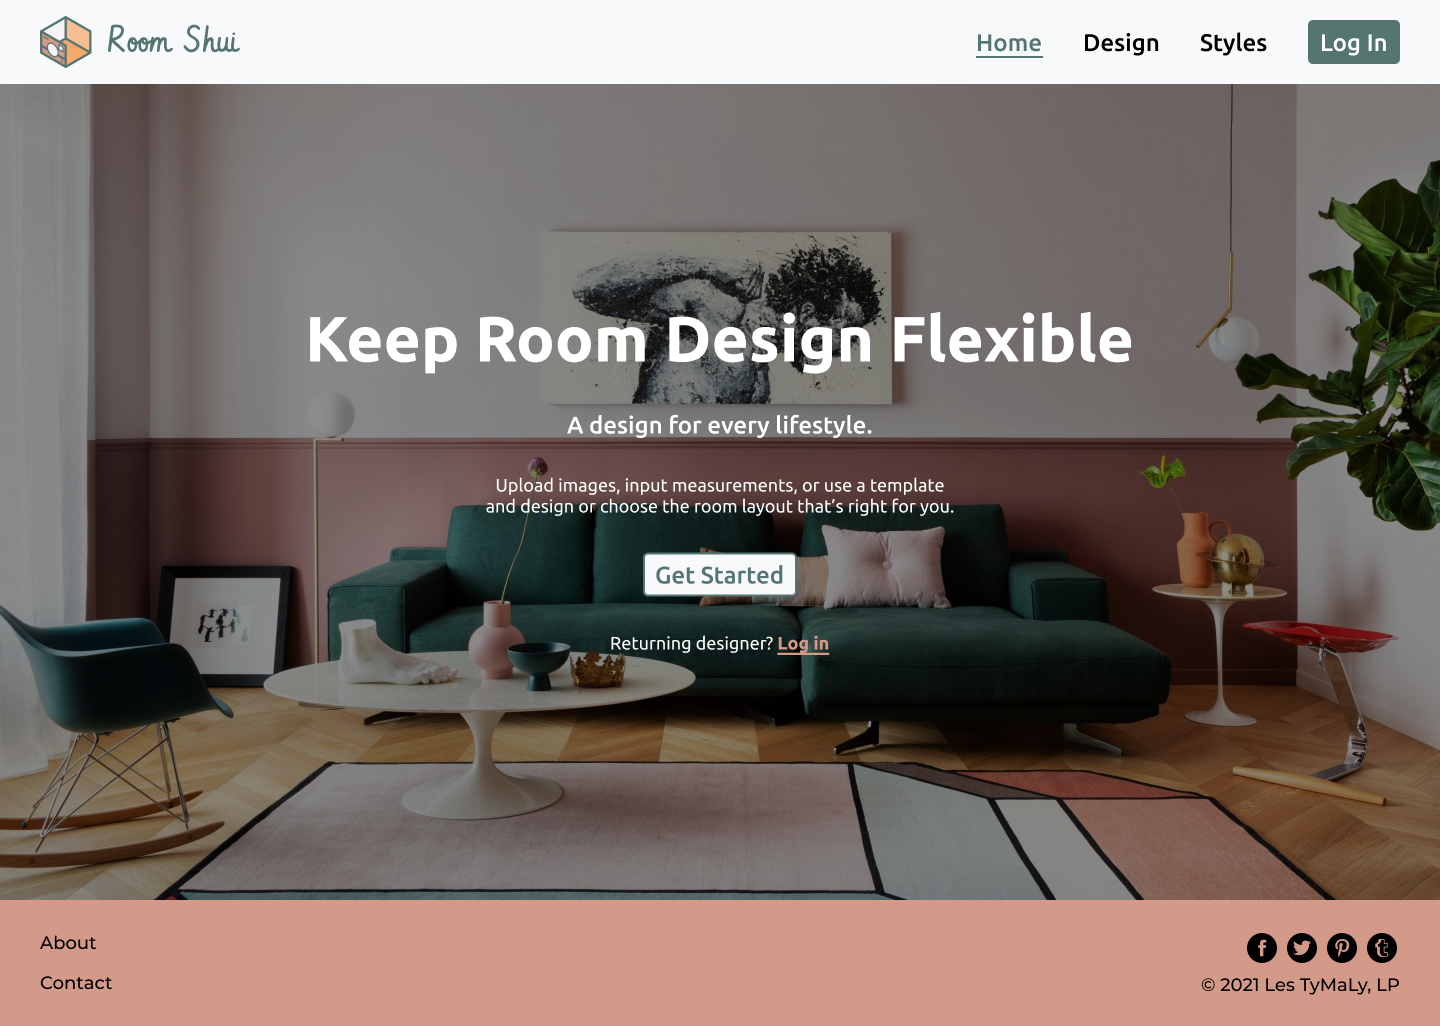 Room Shui
Home
Design
Styles
Log In
Keep Room Design Flexible
A design for every lifestyle.
Upload images, input measurements, or use a template
and design or choose the room layout that’s right for you.
Get Started
Returning designer? Log in
About
Contact
© 2021 Les TyMaLy, LP